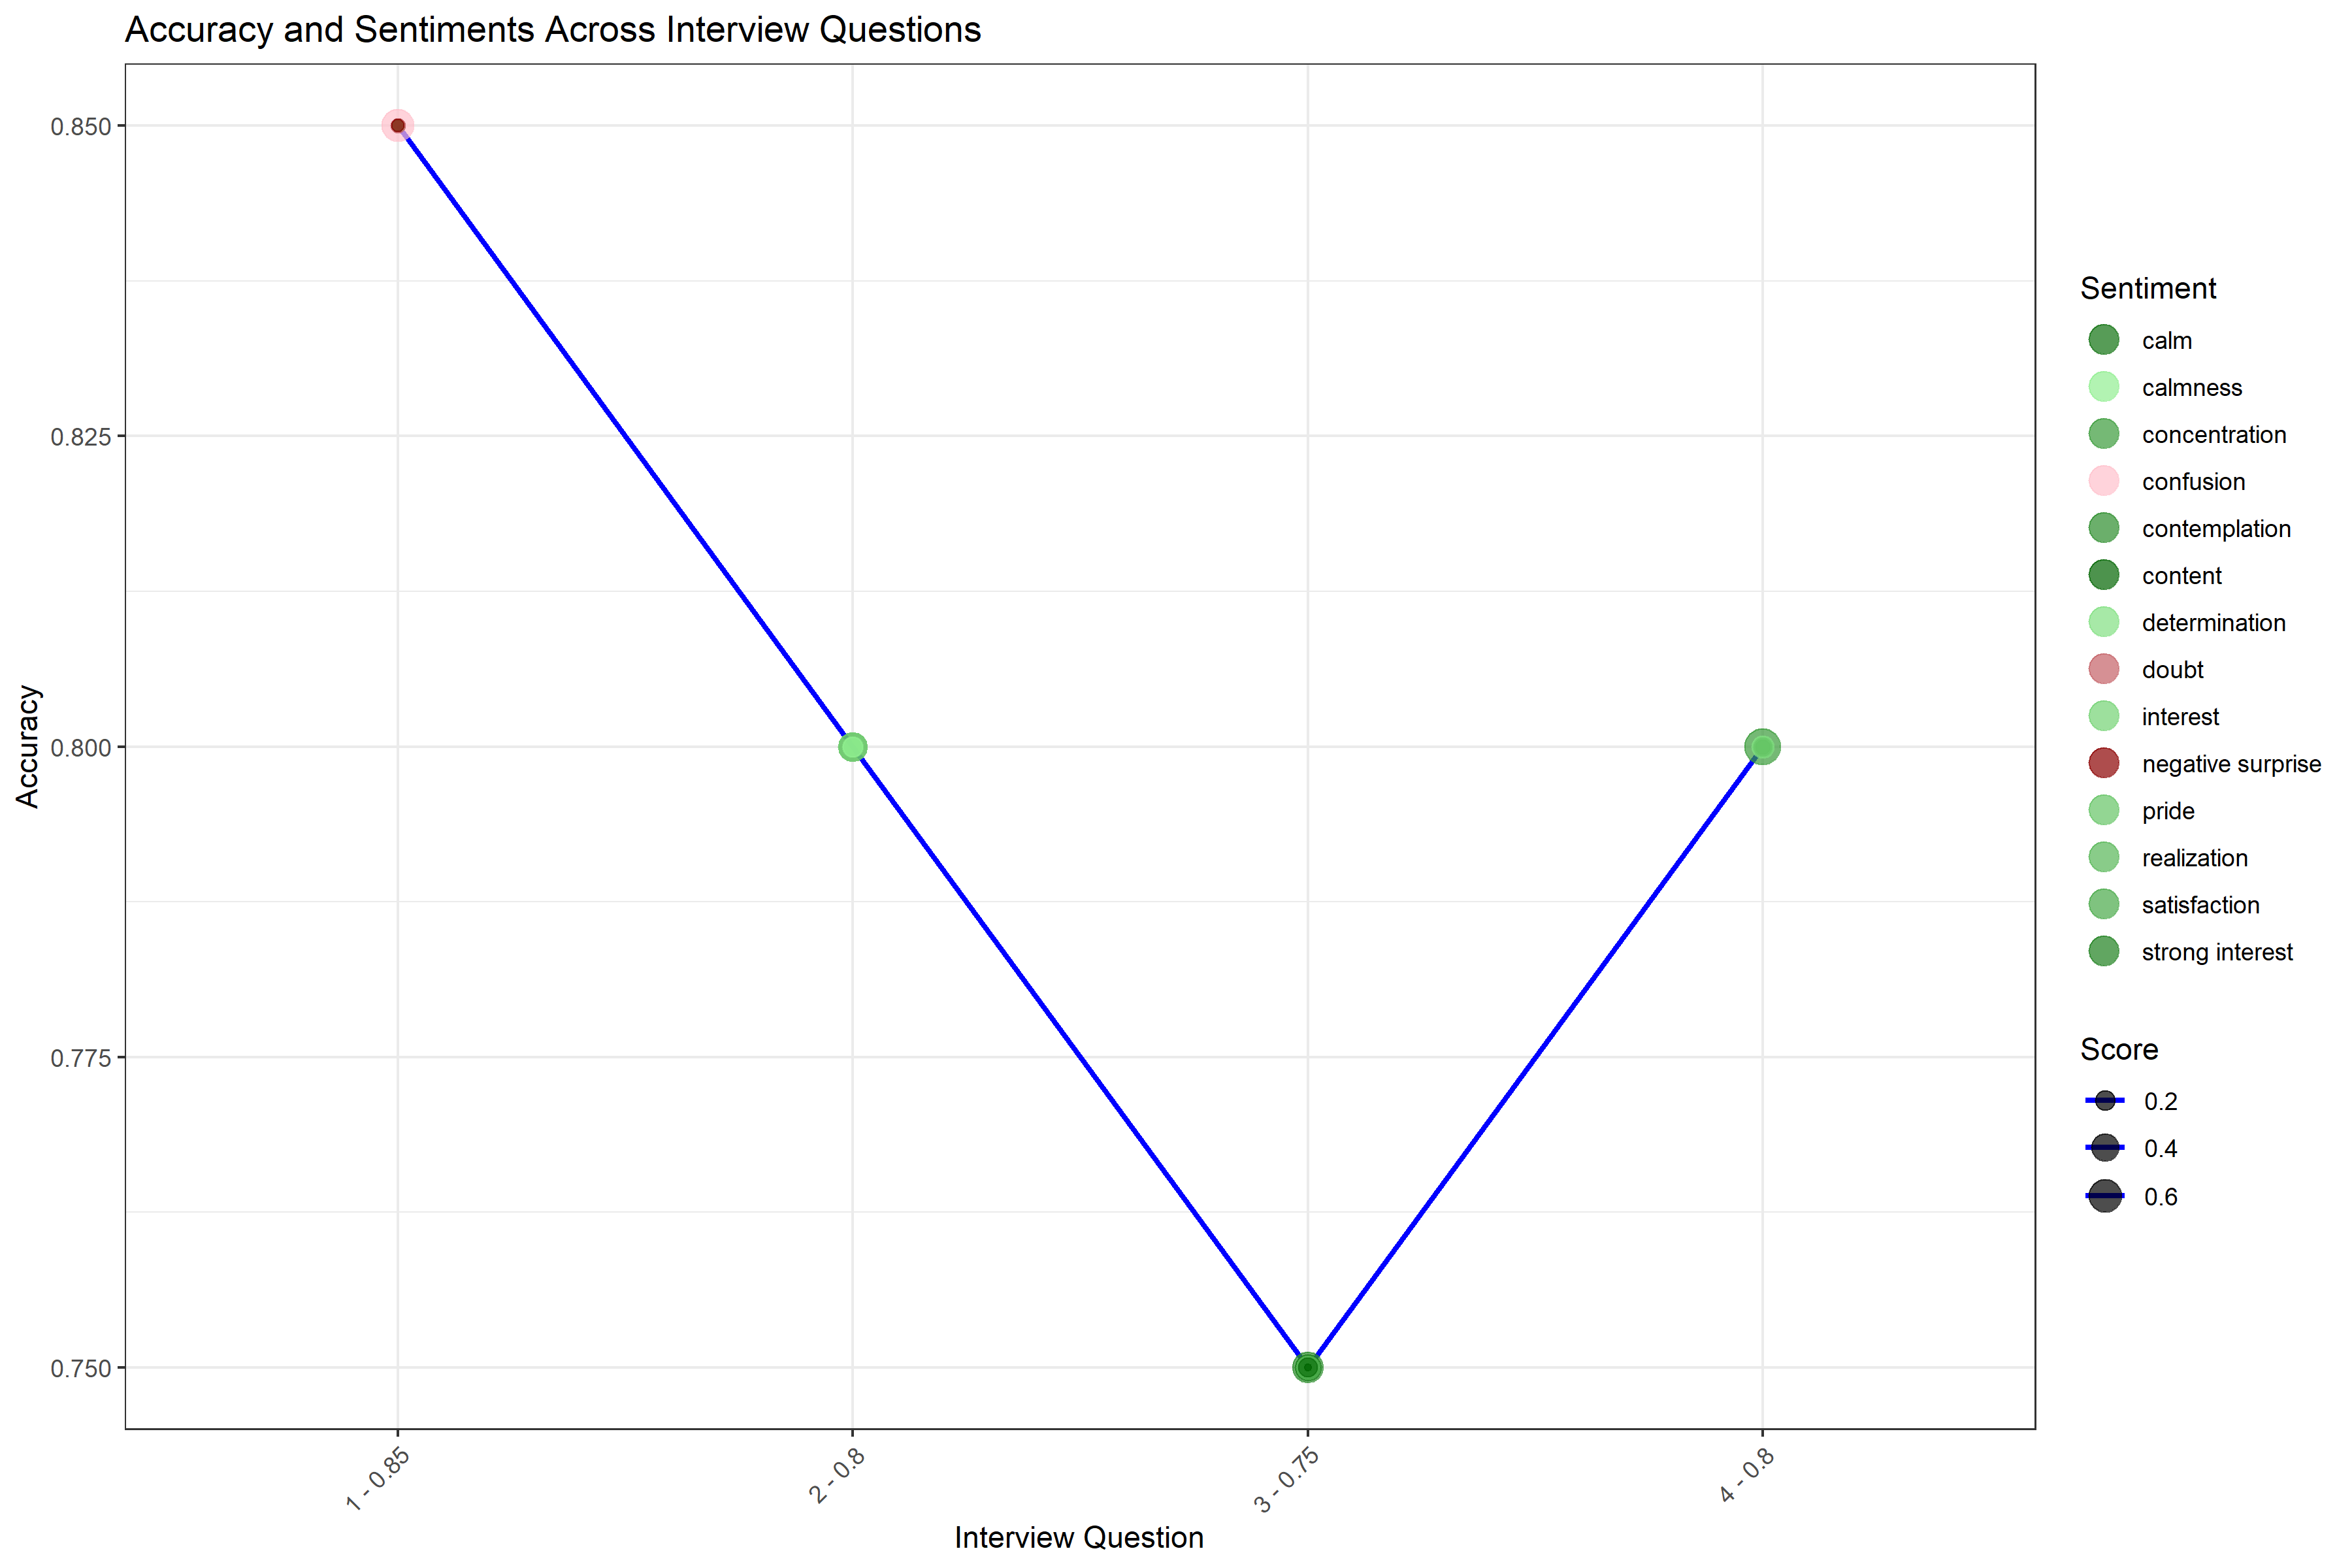 Accuracy and Sentiments Across Interview Questions
0.850
0.825
0.800
0.775
0.750
Accuracy
1 - 0.85
2 - 0.8
3 - 0.75
4 - 0.8
Interview Question
Sentiment
calm
calmness
concentration
confusion
contemplation
content
determination
doubt
interest
negative surprise
pride
realization
satisfaction
strong interest
Score
0.2
0.4
0.6